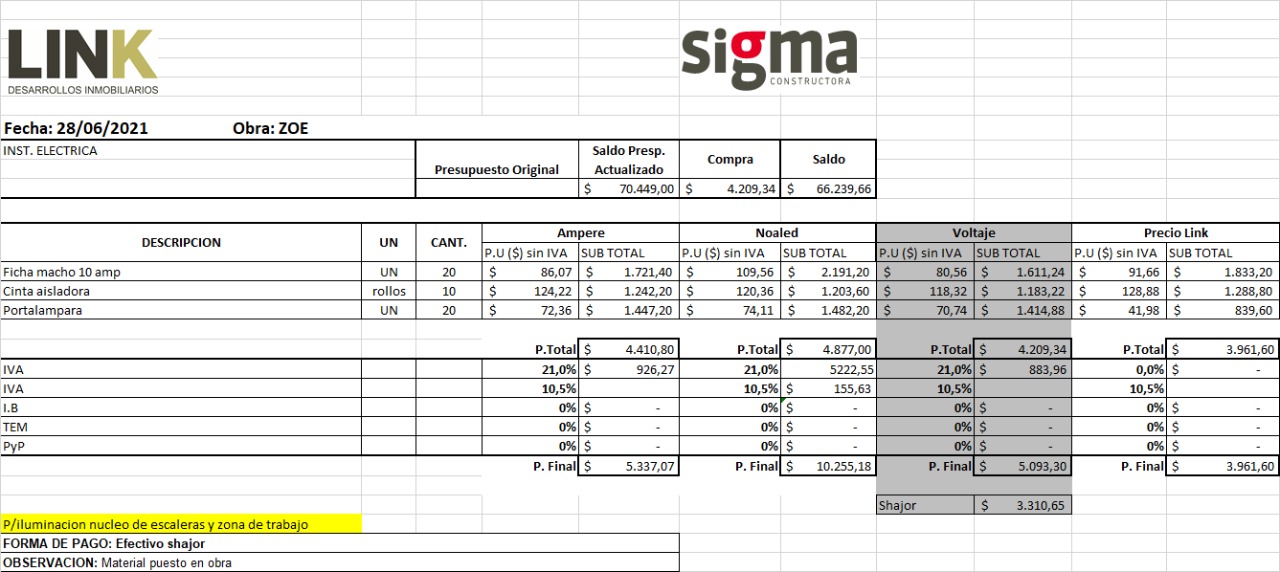 LINK
DESARROLLOS INMOBILIARIOS
sigma
CONSTRUCTORA
Fecha: 28/06/2021 Obra: ZOE
INST. ELECTRICA
Presupuesto Original Saldo Presp. Actualizado Compra Saldo
$ 70.449,00 $ 4.209,34 $ 66.239,66
DESCRIPCION UN CANT. Ampere Noaled Voltaje Precio Link
P.U ($) sin IVA SUB TOTAL P.U ($) sin IVA SUB TOTAL P.U ($) sin IVA SUB TOTAL P.U ($) sin IVA SUB TOTAL
Ficha macho 10 amp UN 20 $ 86,07 $ 1.721,40 $ 109,56 $ 2.191,20 $ 80,56 $ 1.611,24 $ 91,66 $ 1.833,20
Cinta aisladora rollos 10 $ 124,22 $ 1.242,20 $ 120,36 $ 1.203,60 $ 118,32 $ 1.183,22 $ 128,88 $ 1.288,80
Portalampara UN 20 $ 72,36 $ 1.447,20 $ 74,11 $ 1.482,20 $ 70,74 $ 1.414,88 $ 41,98 $ 839,60
P.Total $ 4.410,80 P.Total $ 4.877,00 P.Total $ 4.209,34 P.Total $ 3.961,60
IVA 21,0% $ 926,27 21,0% 5222,55 21,0% $ 883,96 0,0% $ -
IVA 10,5% 10,5% $ 155,63 10,5% 10,5%
I.B 0% $ - 0% $ - 0% $ - 0% $ -
TEM 0% $ - 0% $ - 0% $ - 0% $ -
PyP 0% $ - 0% $ - 0% $ - 0% $ -
P. Final $ 5.337,07 P. Final $ 10.255,18 P. Final $ 5.093,30 P. Final $ 3.961,60
Shajor $ 3.310,65
P/iluminacion nucleo de escaleras y zona de trabajo
FORMA DE PAGO: Efectivo shajor
OBSERVACION: Material puesto en obra